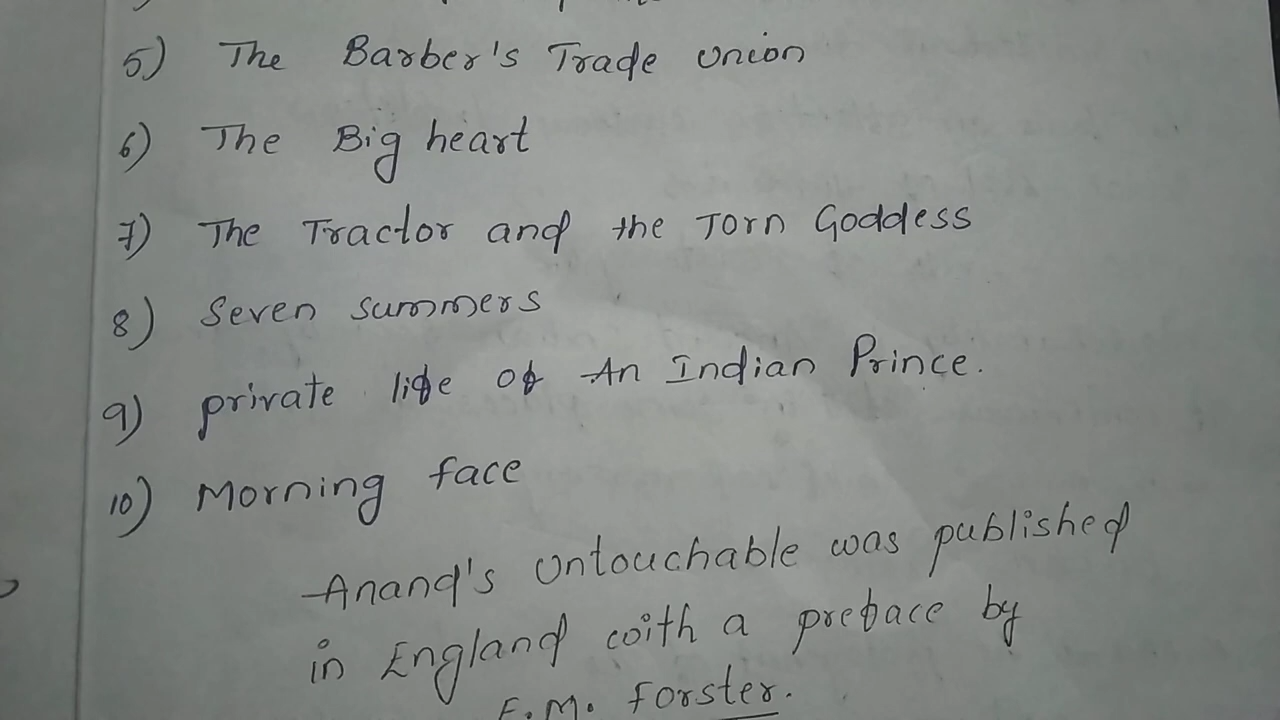 5) The Barber's Trade union
6) The Big heart
7) The Tractor and the Torn Goddess
8) Seven summers
9) private life of An Indian Prince.
10) Morning face
Anand's Untouchable was published
in England with a preface by
E.M. Forster.